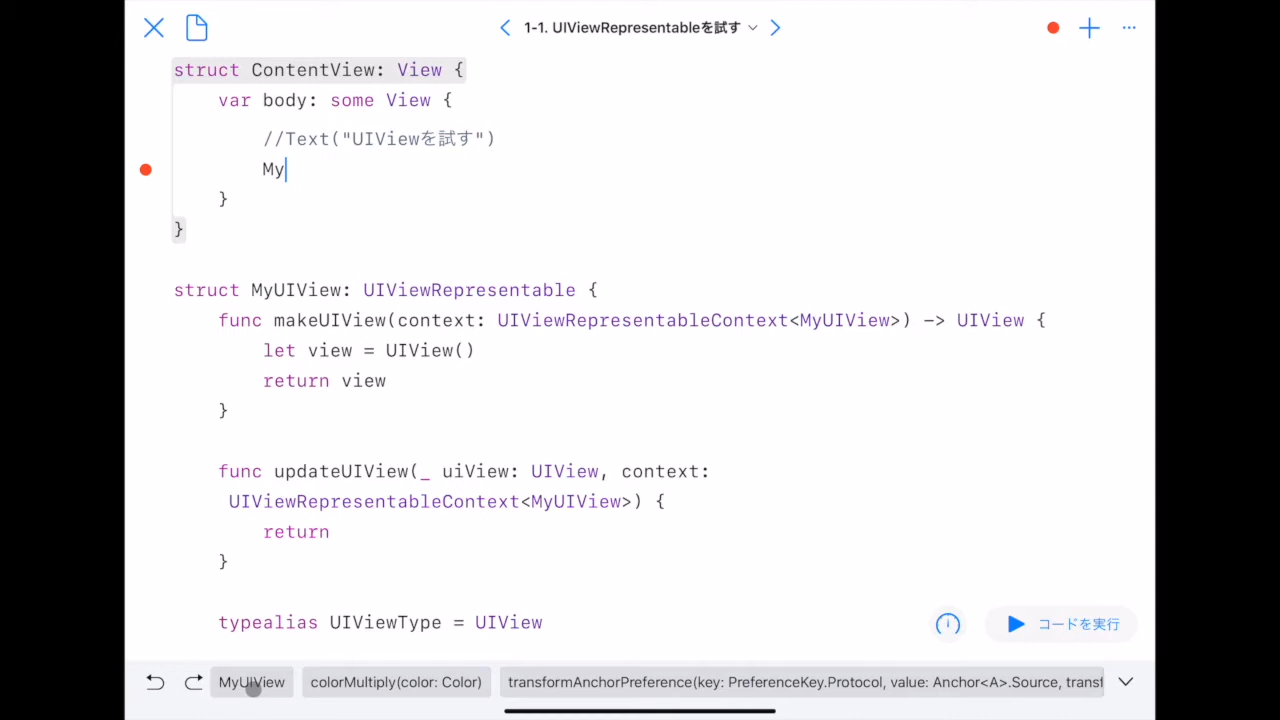 1-1. UIViewRepresentableを試す
struct ContentView: View {
var body: some View {
//Text("UIViewを試す")
My
}
}
struct MyUIView: UIViewRepresentable {
func makeUIView(context: UIViewRepresentableContext<MyUIView>) -> UIView {
let view = UIView()
return view
}
func updateUIView(_ uiView: UIView, context:
UIViewRepresentableContext<MyUIView>) {
return
}
typealias UIViewType = UIView
コードを実行
MyUIView colorMultiply(color: Color) transformAnchorPreference(key: PreferenceKey.Protocol, value: Anchor<A>.Source, transf